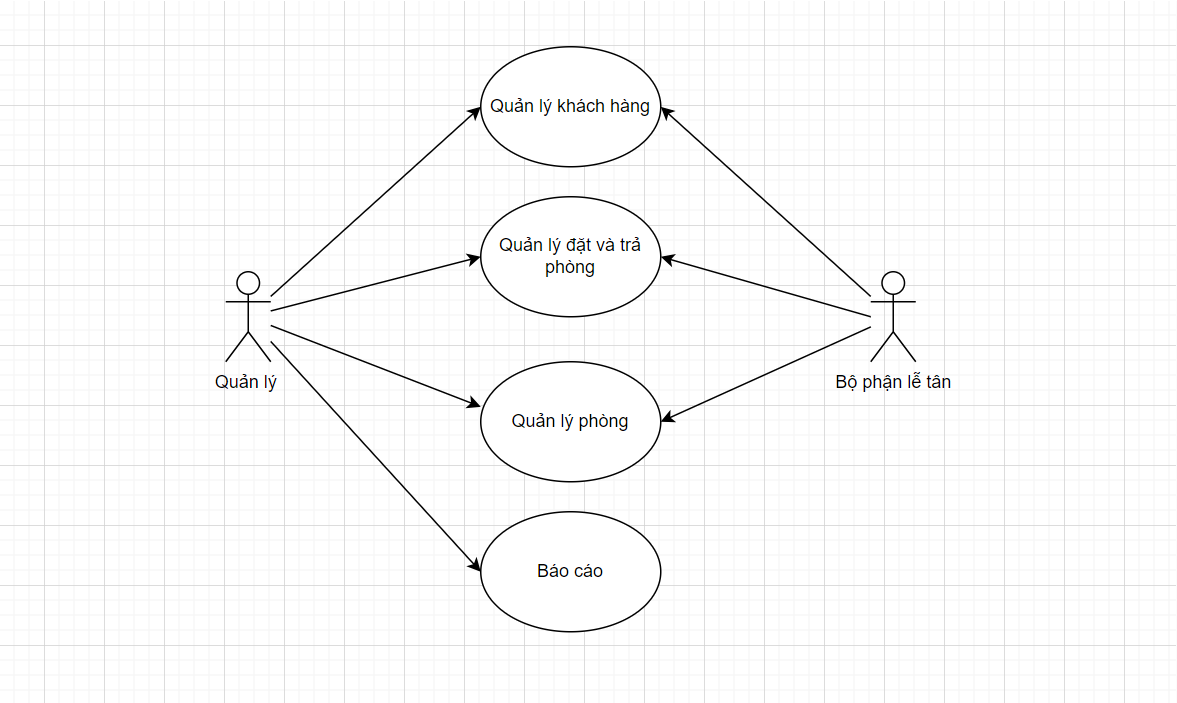 Quản lý khách hàng
Quản lý đặt và trả
phòng
Quản lý
Bộ phận lễ tân
Quản lý phòng
Báo cáo